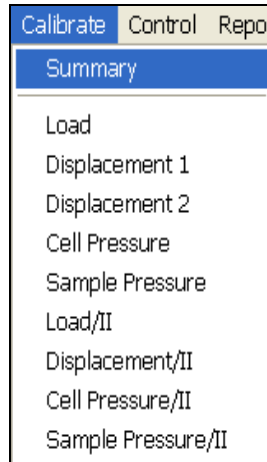 Calibrate Control Repo
Summary
Load
Displacement 1
Displacement 2
Cell Pressure
Sample Pressure
Load/II
Displacement/II
Cell Pressure/II
Sample Pressure/II